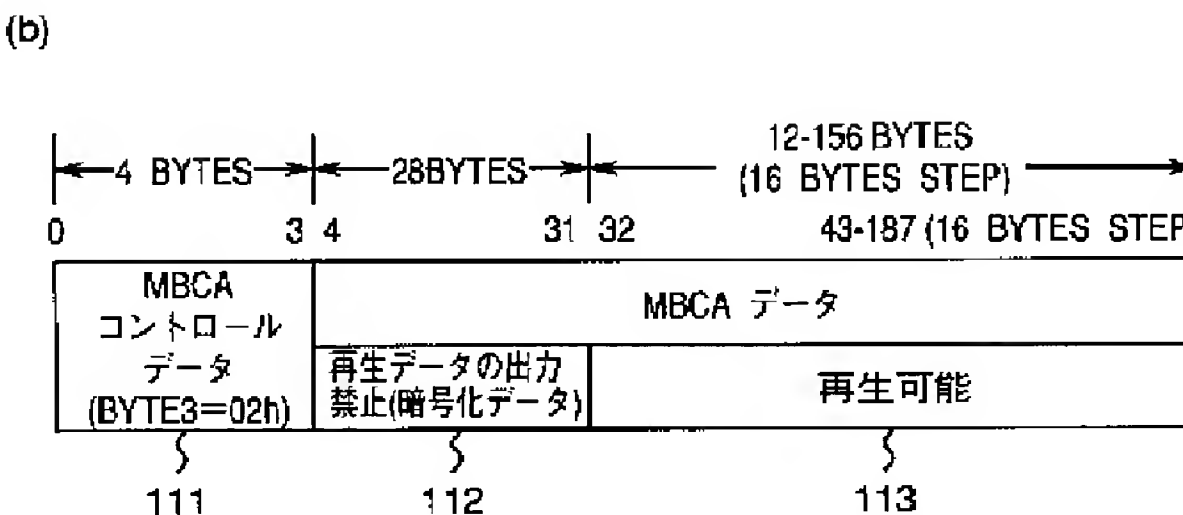 (b)
4 BYTES
28BYTES
12-156 BYTES
(16 BYTES STEP)
0
3 4
31 32
43-187 (16 BYTES STEP
MBCA
コントロール
データ
(BYTE3=02h)
MBCA データ
再生データの出力
禁止(暗号化データ)
再生可能
111
112
113